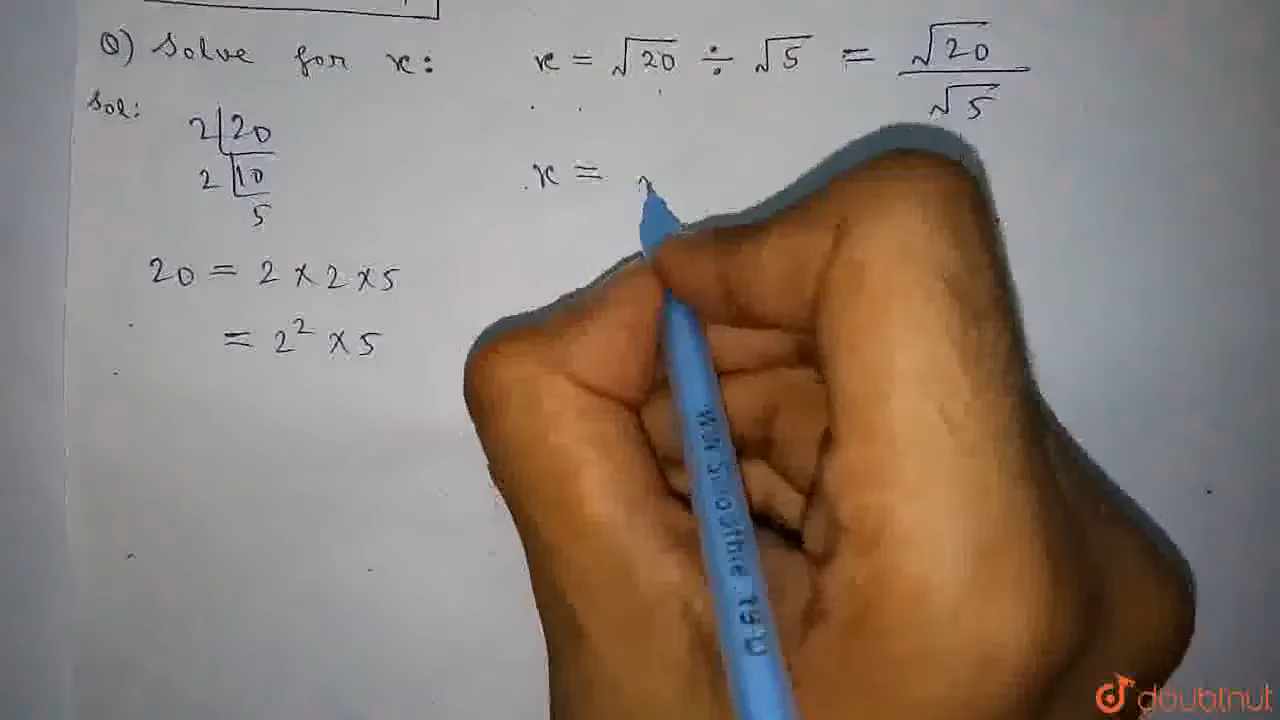 Q) Solve for x: x = √20 ÷ √5 = √20 / √5
Sol:
2 | 20
2 | 10
5
x =
20 = 2 × 2 × 5
= 2² × 5
doubtnut